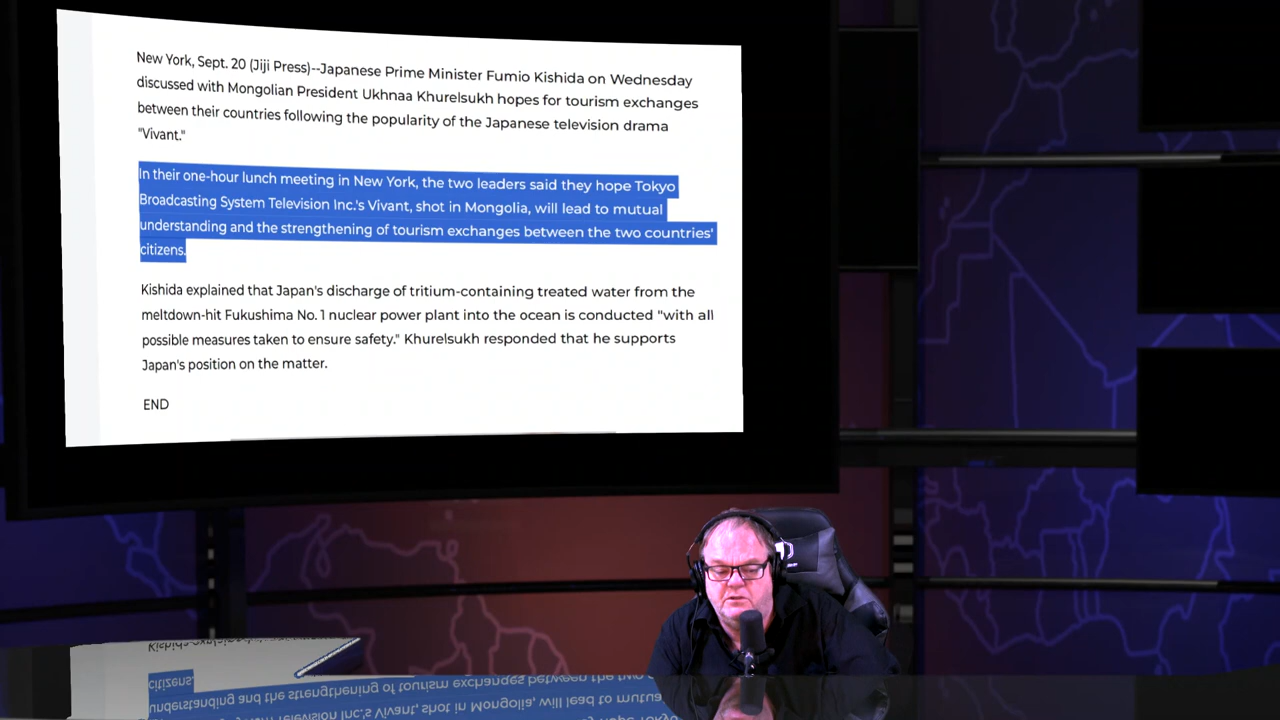 New York, Sept. 20 (Jiji Press)--Japanese Prime Minister Fumio Kishida on Wednesday
discussed with Mongolian President Ukhnaa Khurelsukh hopes for tourism exchanges
between their countries following the popularity of the Japanese television drama
"Vivant."
In their one-hour lunch meeting in New York, the two leaders said they hope Tokyo
Broadcasting System Television Inc.'s Vivant, shot in Mongolia, will lead to mutual
understanding and the strengthening of tourism exchanges between the two countries'
citizens.
Kishida explained that Japan's discharge of tritium-containing treated water from the
meltdown-hit Fukushima No. 1 nuclear power plant into the ocean is conducted "with all
possible measures taken to ensure safety." Khurelsukh responded that he supports
Japan's position on the matter.
END